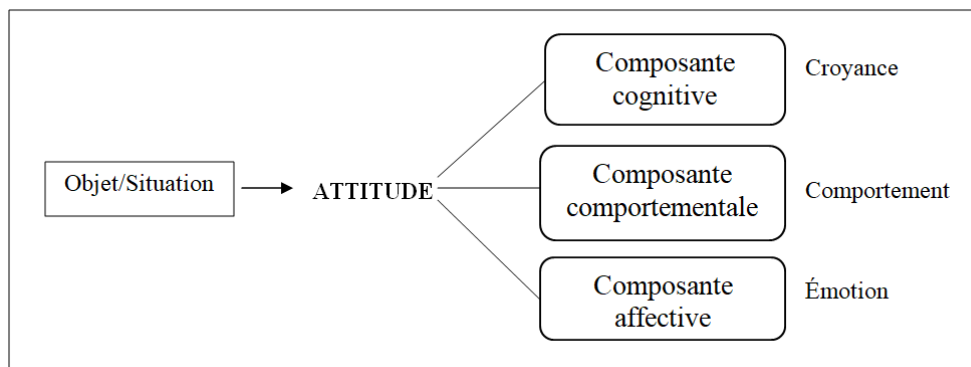 Objet/Situation
ATTITUDE
Composante
cognitive
Croyance
Composante
comportementale
Comportement
Composante
affective
Émotion